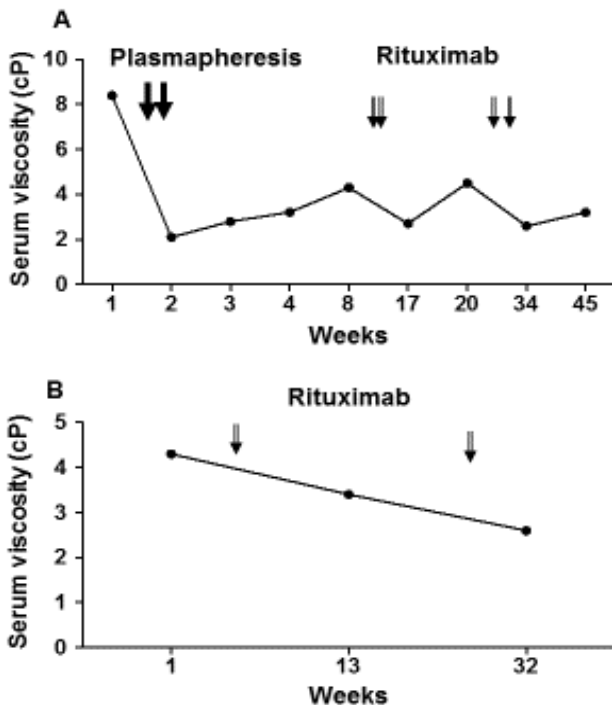 A
Plasmapheresis Rituximab
Serum viscosity (cP)
10
8
6
4
2
0
1 2 3 4 8 17 20 34 45
Weeks
B
Rituximab
Serum viscosity (cP)
5
4
3
2
1
0
1 13 32
Weeks